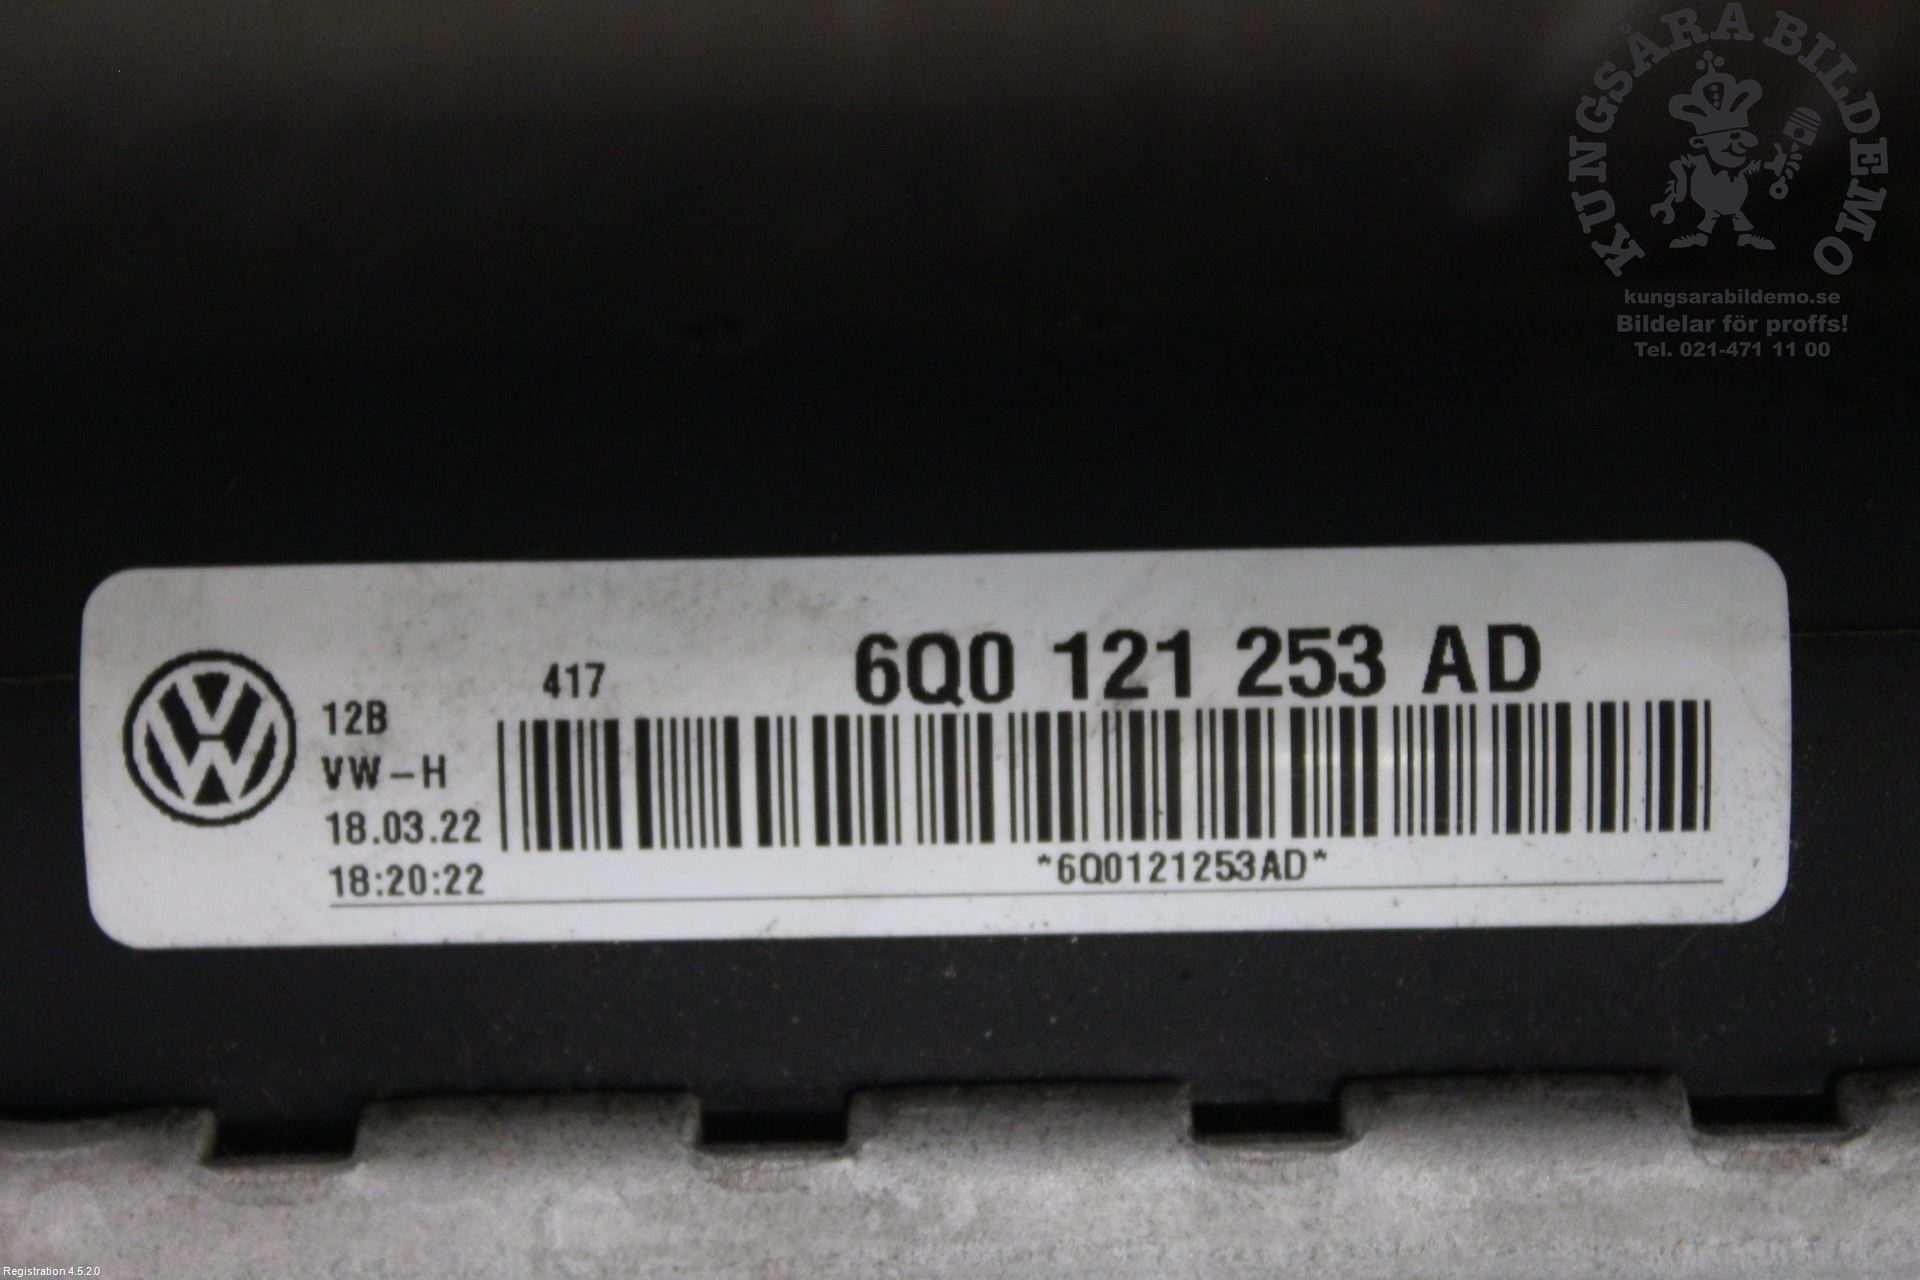 KUNGSÅRA BILDEMO
kungsarabildemo.se
Bildelar för proffs!
Tel. 021-471 11 00
417 6Q0 121 253 AD
12B
VW-H
18.03.22
18:20:22
*6Q0121253AD*
Registration 4.5.2.0